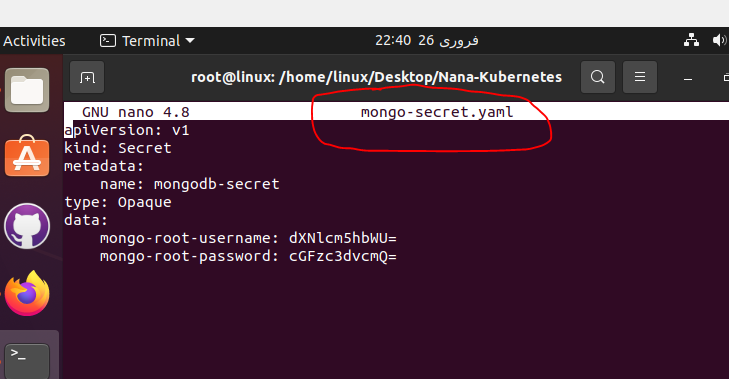 Activities
Terminal
22:40 26 فروری
root@linux: /home/linux/Desktop/Nana-Kubernetes
GNU nano 4.8 mongo-secret.yaml
apiVersion: v1
kind: Secret
metadata:
    name: mongodb-secret
type: Opaque
data:
    mongo-root-username: dXNlcm5hbWU=
    mongo-root-password: cGFzc3dvcmQ=
>_